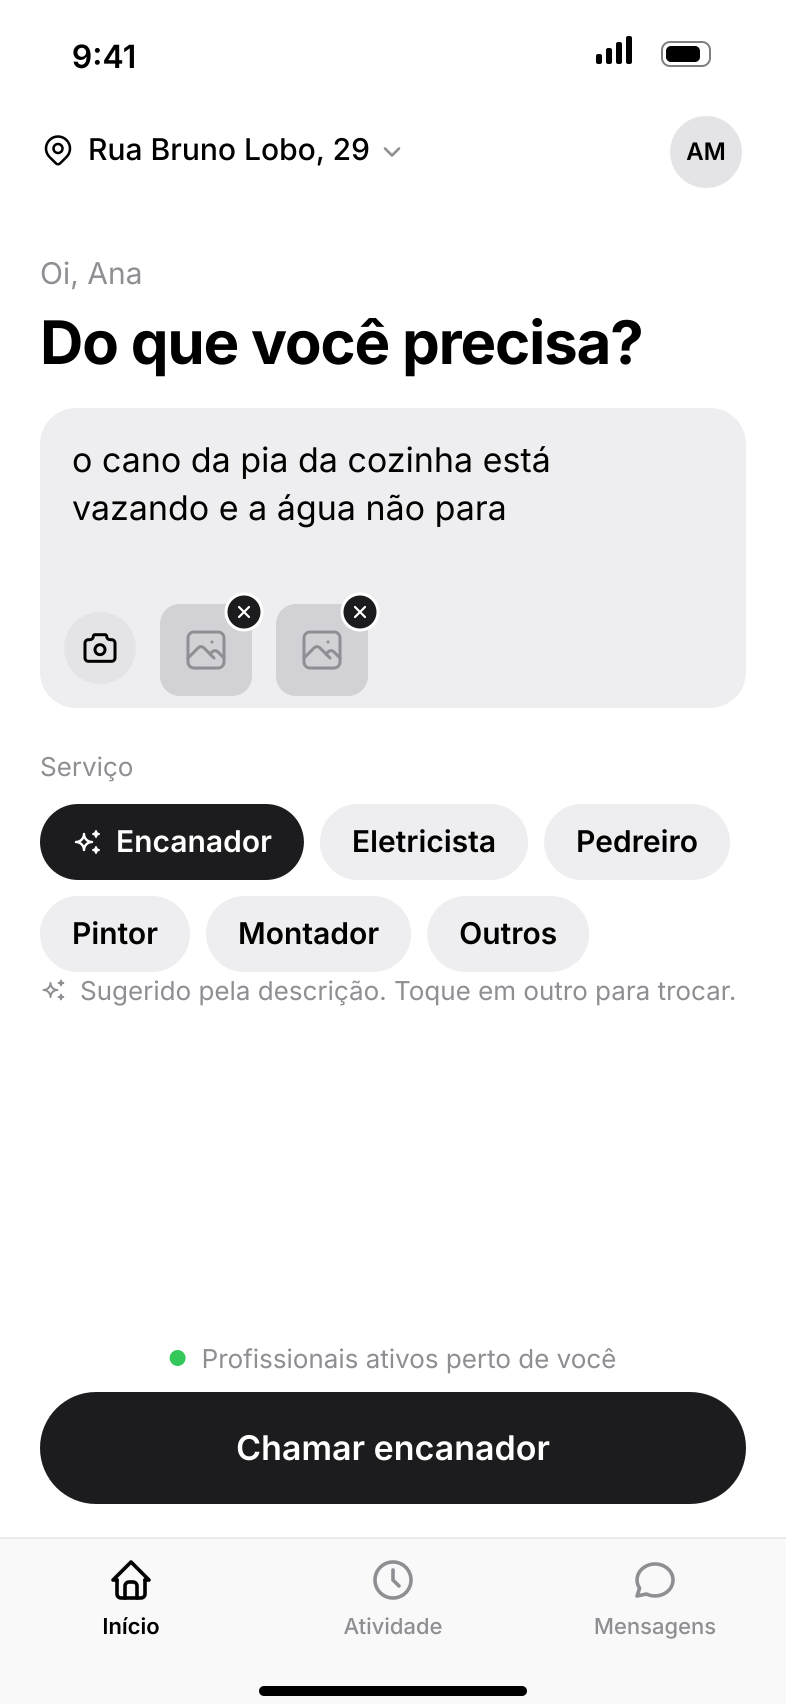 9:41
Rua Bruno Lobo, 29
AM
Oi, Ana
Do que você precisa?
o cano da pia da cozinha está
vazando e a água não para
Serviço
Encanador Eletricista Pedreiro
Pintor Montador Outros
Sugerido pela descrição. Toque em outro para trocar.
Profissionais ativos perto de você
Chamar encanador
Início Atividade Mensagens